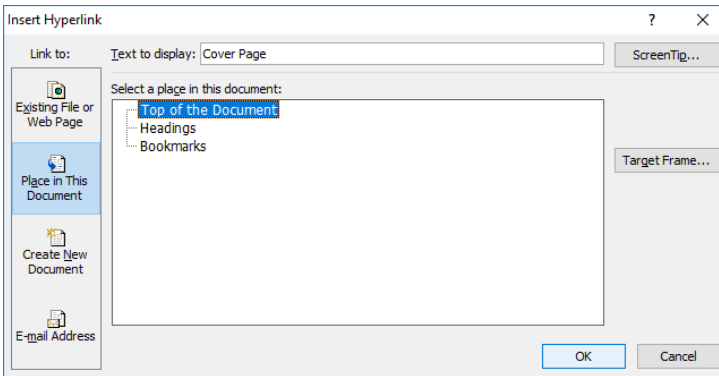 Insert Hyperlink
? X
Link to:
Text to display: Cover Page
ScreenTip...
Existing File or
Web Page
Select a place in this document:
Top of the Document
Headings
Bookmarks
Place in This
Document
Target Frame...
Create New
Document
E-mail Address
OK
Cancel